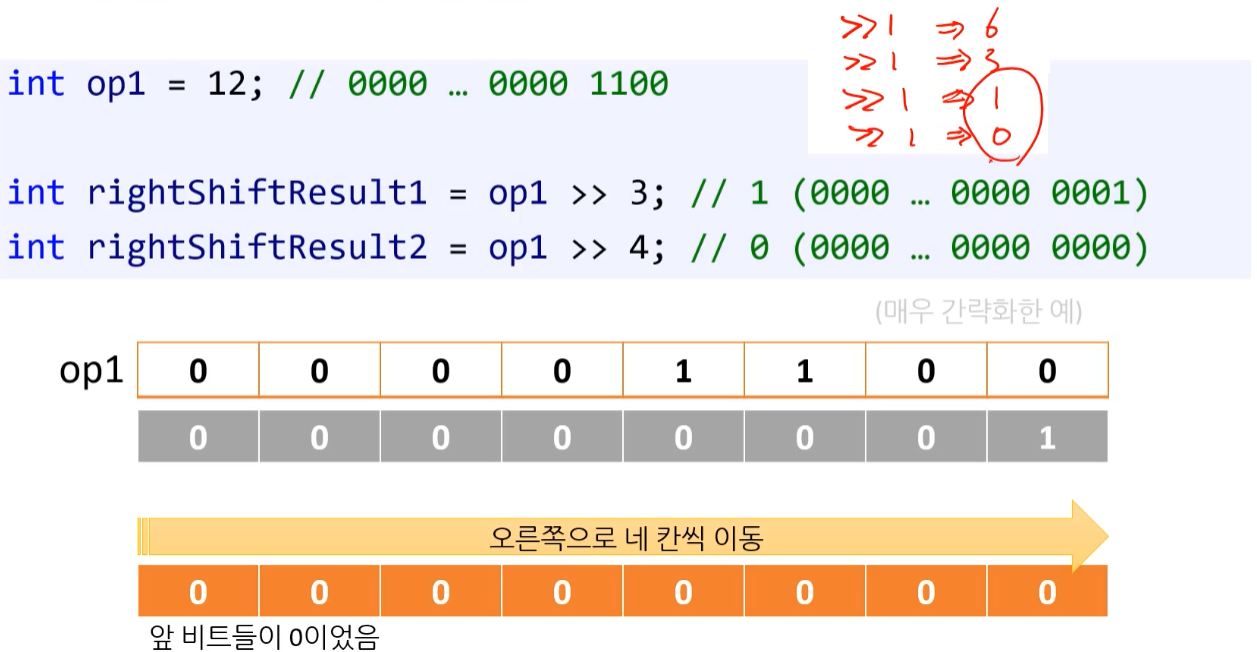 >>1 ⇒ 6
>>1 ⇒ 3
>>1 ⇒ 1
>>1 ⇒ 0
int op1 = 12; // 0000 … 0000 1100
int rightShiftResult1 = op1 >> 3; // 1 (0000 … 0000 0001)
int rightShiftResult2 = op1 >> 4; // 0 (0000 … 0000 0000)
(매우 간략화한 예)
op1 0 0 0 0 1 1 0 0
0 0 0 0 0 0 0 1
오른쪽으로 네 칸씩 이동
0 0 0 0 0 0 0 0
앞 비트들이 0이었음